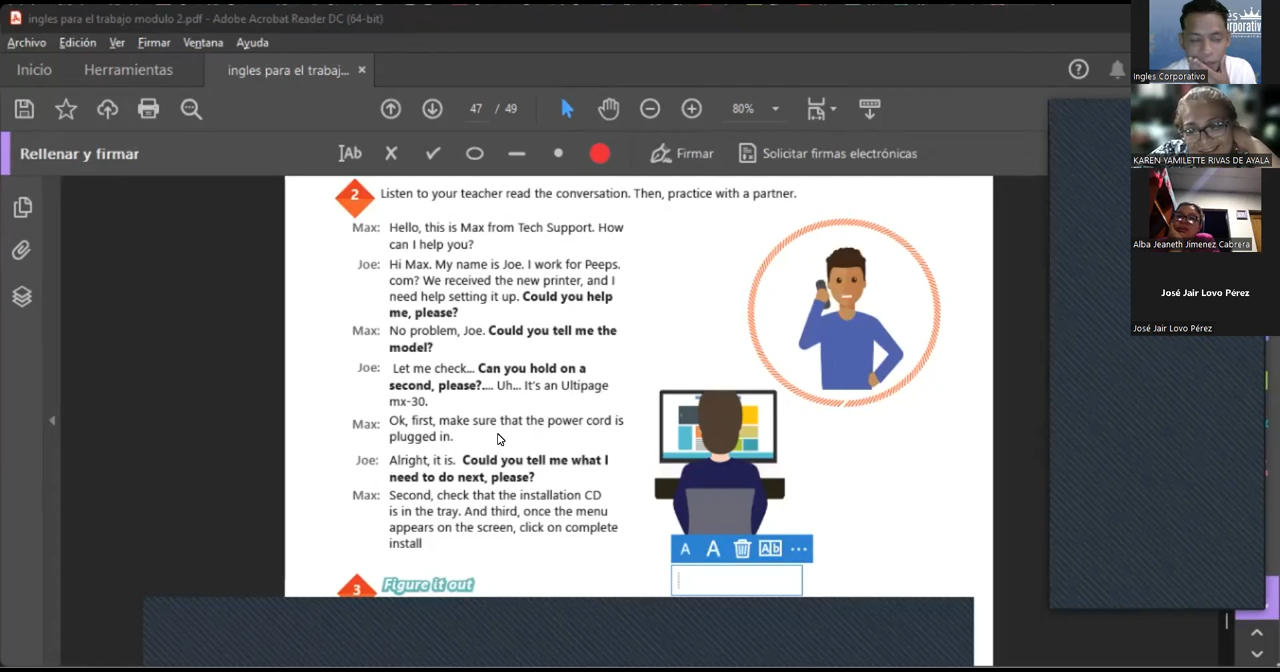 ingles para el trabajo modulo 2.pdf - Adobe Acrobat Reader DC (64-bit)
Archivo Edición Ver Firmar Ventana Ayuda
Inicio Herramientas ingles para el trabaj... ×
47 / 49 80%
Rellenar y firmar
Ab Firmar Solicitar firmas electrónicas
2 Listen to your teacher read the conversation. Then, practice with a partner.
Max: Hello, this is Max from Tech Support. How
can I help you?
Joe: Hi Max. My name is Joe. I work for Peeps.
com? We received the new printer, and I
need help setting it up. Could you help
me, please?
Max: No problem, Joe. Could you tell me the
model?
Joe: Let me check... Can you hold on a
second, please?.... Uh... It's an Ultipage
mx-30.
Max: Ok, first, make sure that the power cord is
plugged in.
Joe: Alright, it is. Could you tell me what I
need to do next, please?
Max: Second, check that the installation CD
is in the tray. And third, once the menu
appears on the screen, click on complete
install
A A Ab ...
3 Figure it out
Ingles Corporativo
KAREN YAMILETTE RIVAS DE AYALA
Alba Jeaneth Jimenez Cabrera
José Jair Lovo Pérez
José Jair Lovo Pérez